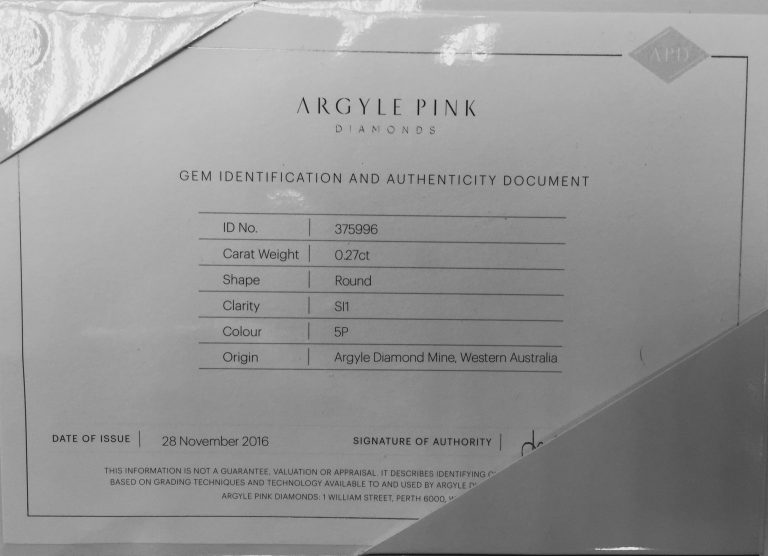 APD
ARGYLE PINK
DIAMONDS
GEM IDENTIFICATION AND AUTHENTICITY DOCUMENT
ID No. 375996
Carat Weight 0.27ct
Shape Round
Clarity SI1
Colour 5P
Origin Argyle Diamond Mine, Western Australia
DATE OF ISSUE 28 November 2016 SIGNATURE OF AUTHORITY
THIS INFORMATION IS NOT A GUARANTEE, VALUATION OR APPRAISAL. IT DESCRIBES IDENTIFYING
BASED ON GRADING TECHNIQUES AND TECHNOLOGY AVAILABLE TO AND USED BY ARGYLE
ARGYLE PINK DIAMONDS: 1 WILLIAM STREET, PERTH 6000,